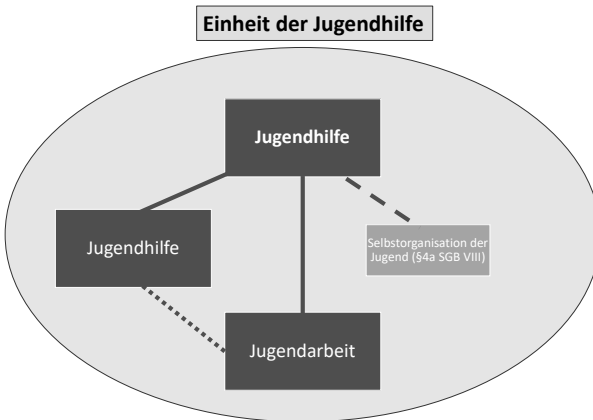 Einheit der Jugendhilfe
Jugendhilfe
Jugendhilfe
Selbstorganisation der
Jugend (§4a SGB VIII)
Jugendarbeit